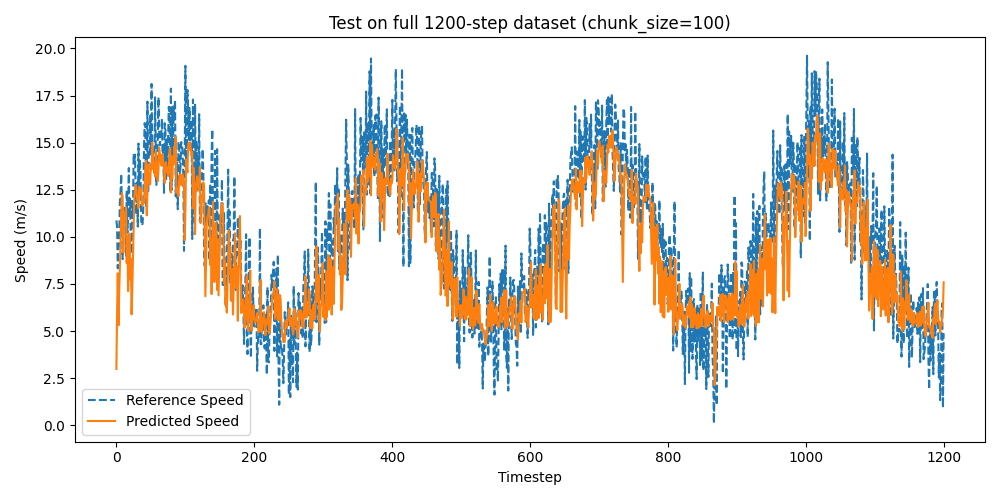 Test on full 1200-step dataset (chunk_size=100)
Speed (m/s)
20.0
17.5
15.0
12.5
10.0
7.5
5.0
2.5
0.0
Reference Speed
Predicted Speed
0 200 400 600 800 1000 1200
Timestep